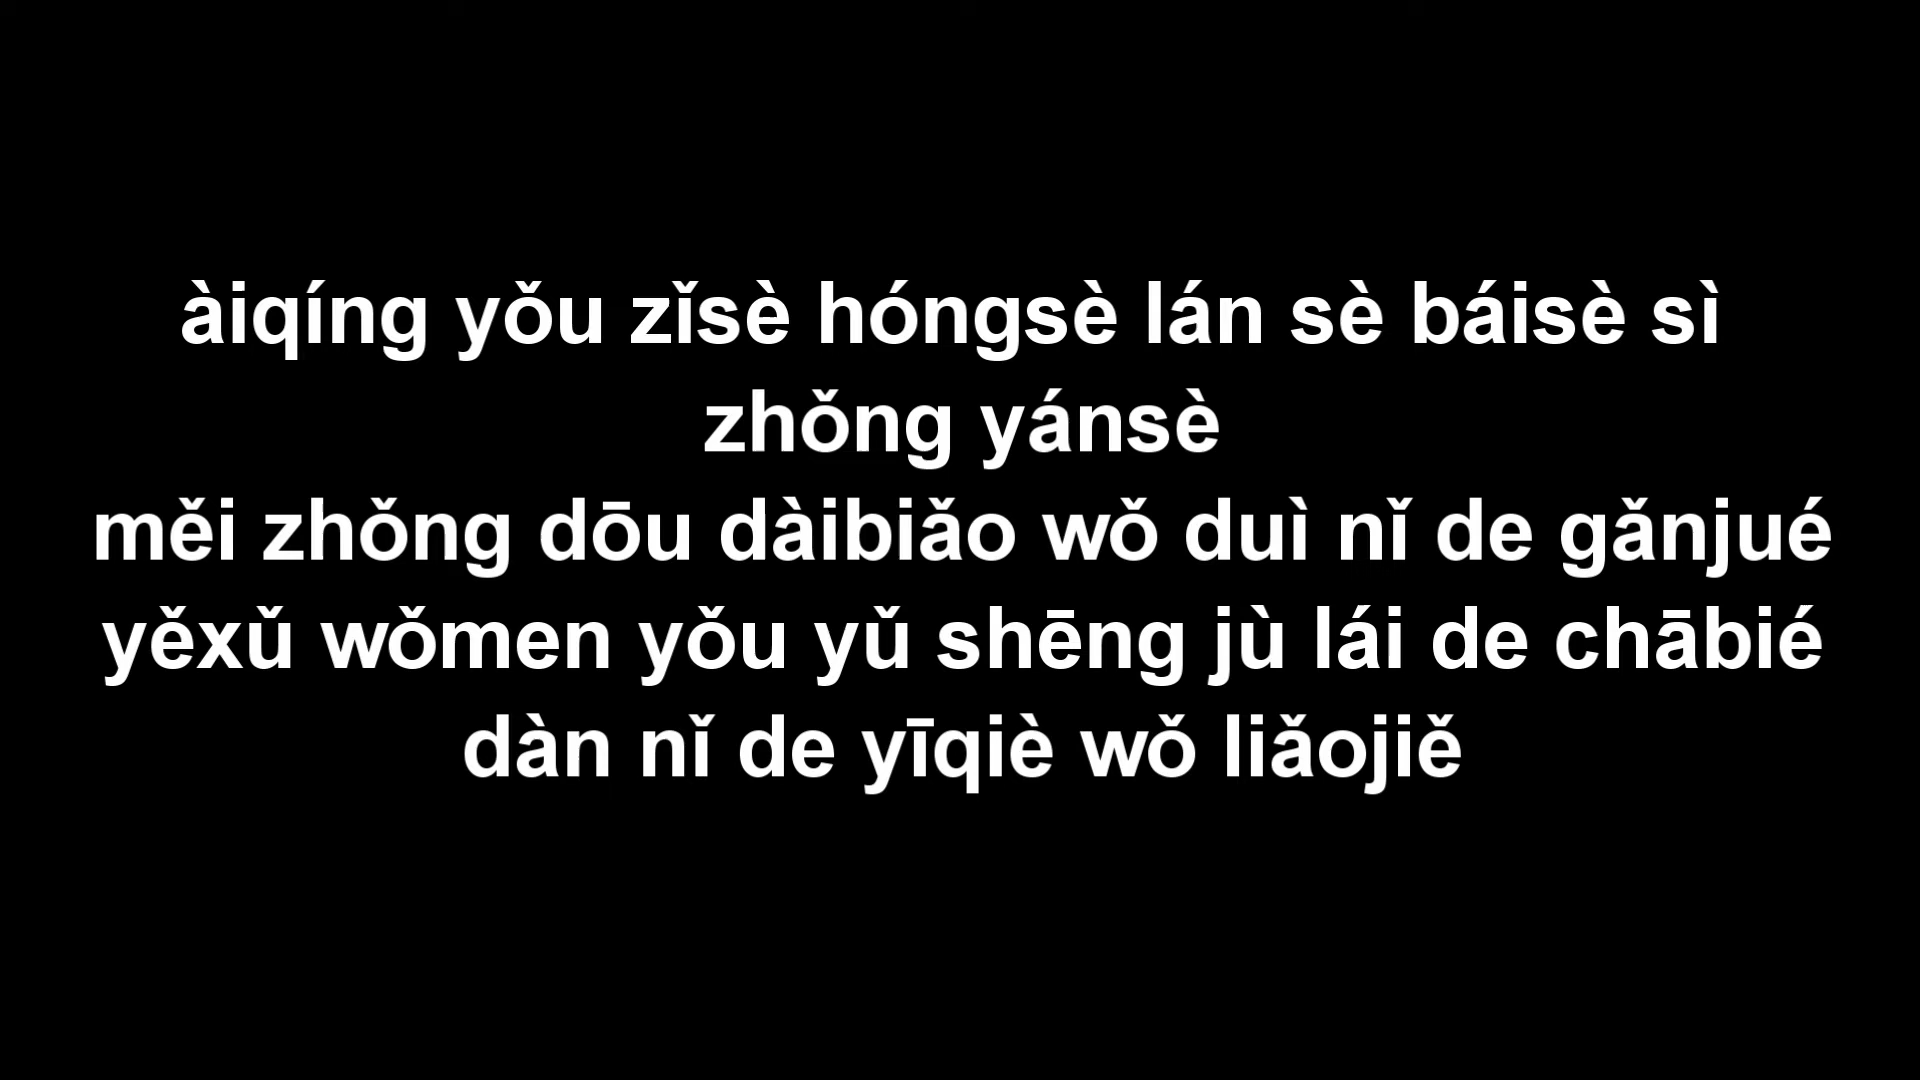 àiqíng yǒu zǐsè hóngsè lán sè báisè sì
zhǒng yánsè
měi zhǒng dōu dàibiǎo wǒ duì nǐ de gǎnjué
yěxǔ wǒmen yǒu yǔ shēng jù lái de chābié
dàn nǐ de yīqiè wǒ liǎojiě